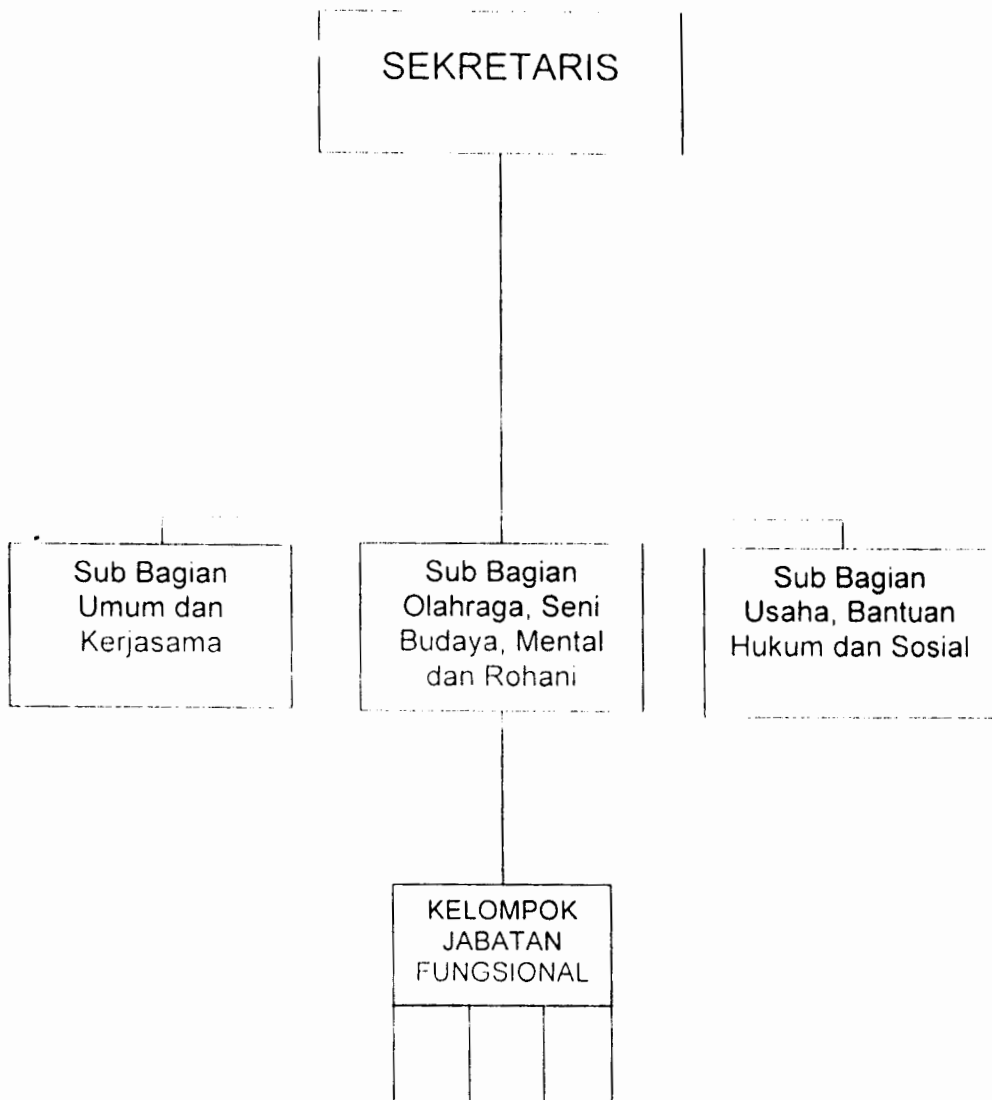 SEKRETARIS
Sub Bagian
Umum dan
Kerjasama
Sub Bagian
Olahraga, Seni
Budaya, Mental
dan Rohani
Sub Bagian
Usaha, Bantuan
Hukum dan Sosial
KELOMPOK
JABATAN
FUNGSIONAL